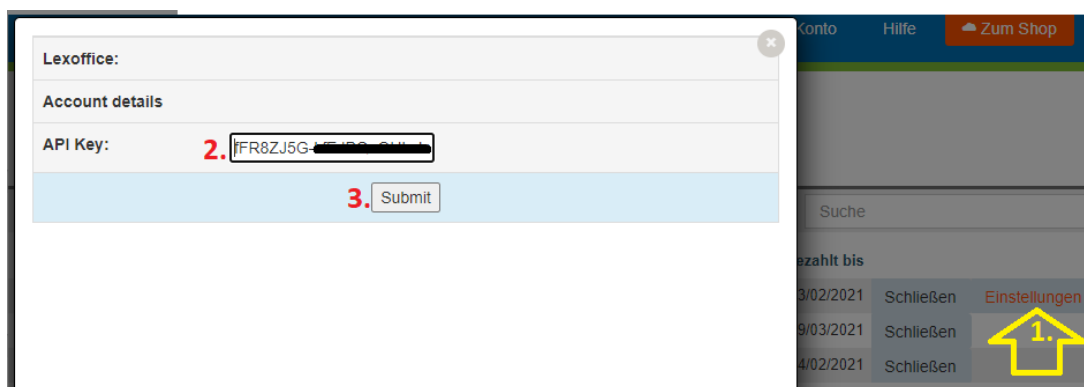 Konto Hilfe Zum Shop
Lexoffice:
Account details
API Key: 2. fFR8ZJ5G-
3. Submit
Suche
ezahlt bis
3/02/2021 Schließen Einstellungen
9/03/2021 Schließen 1.
4/02/2021 Schließen